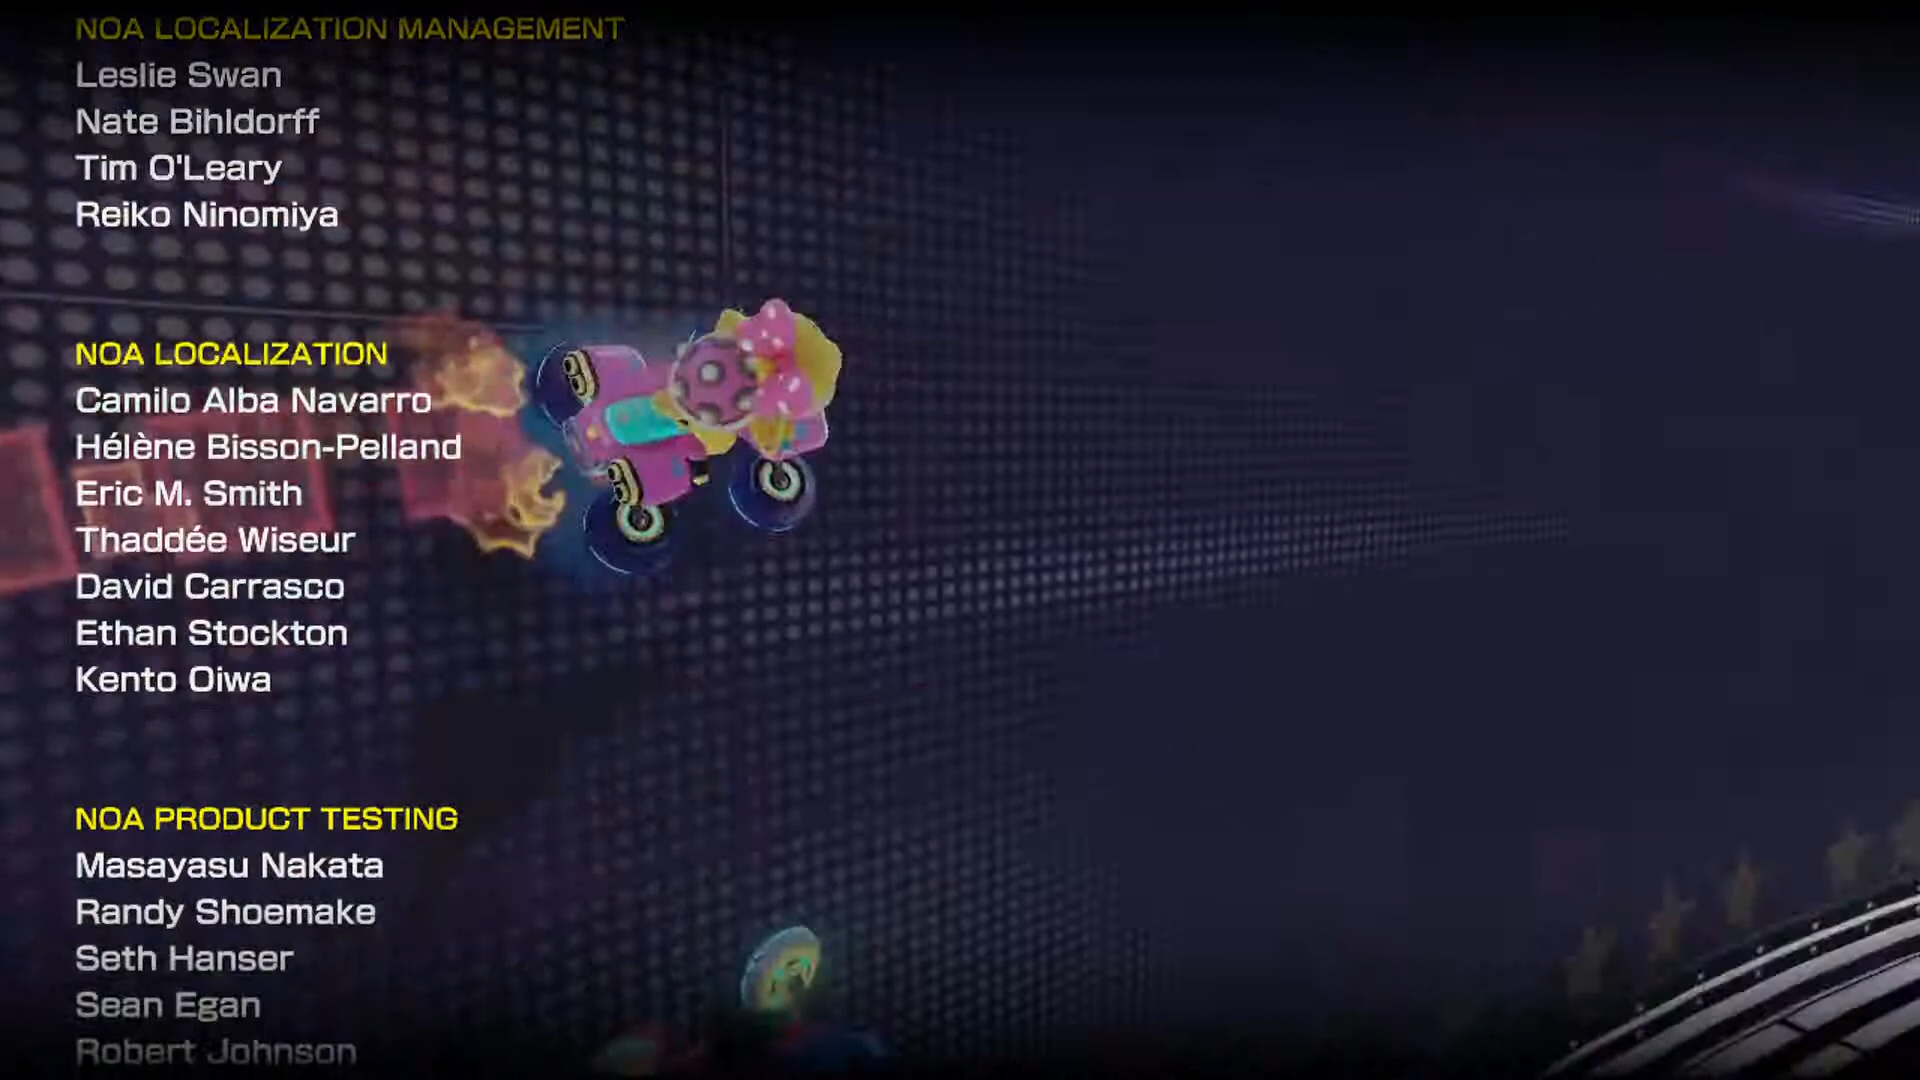 NOA LOCALIZATION MANAGEMENT
Leslie Swan
Nate Bihldorff
Tim O'Leary
Reiko Ninomiya
NOA LOCALIZATION
Camilo Alba Navarro
Hélène Bisson-Pelland
Eric M. Smith
Thaddée Wiseur
David Carrasco
Ethan Stockton
Kento Oiwa
NOA PRODUCT TESTING
Masayasu Nakata
Randy Shoemake
Seth Hanser
Sean Egan
Robert Johnson